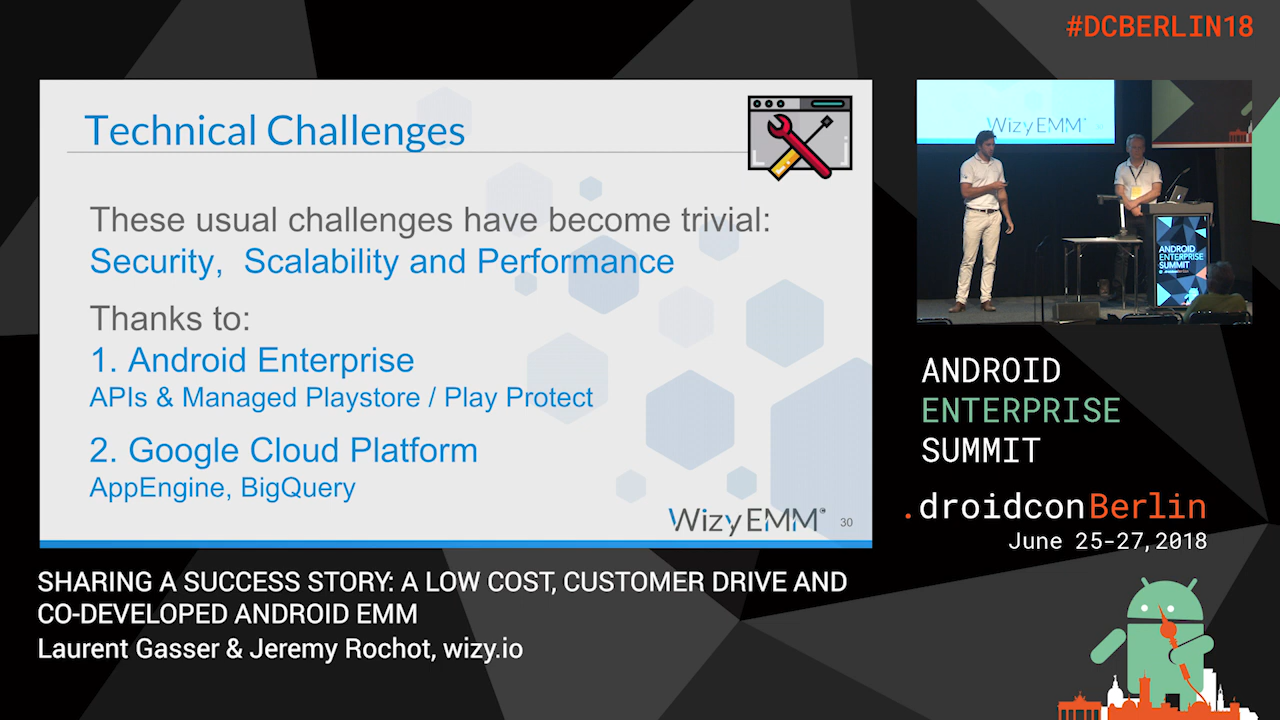 #DCBERLIN18
Technical Challenges
These usual challenges have become trivial:
Security,  Scalability and Performance
Thanks to:
1. Android Enterprise
APIs & Managed Playstore / Play Protect
2. Google Cloud Platform
AppEngine, BigQuery
WizyEMM
30
WizyEMM
ANDROID
ENTERPRISE
SUMMIT
ANDROID
ENTERPRISE
SUMMIT
.droidconBerlin
June 25-27, 2018
SHARING A SUCCESS STORY: A LOW COST, CUSTOMER DRIVE AND
CO-DEVELOPED ANDROID EMM
Laurent Gasser & Jeremy Rochot, wizy.io